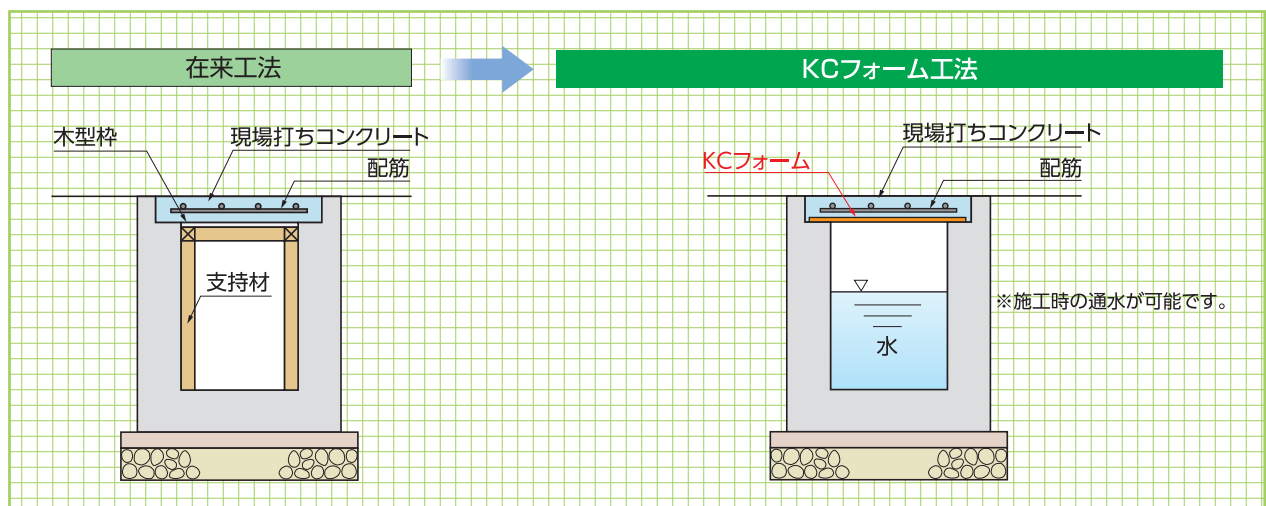 在来工法
KCフォーム工法
木型枠
現場打ちコンクリート
配筋
支持材
現場打ちコンクリート
KCフォーム
配筋
水
※施工時の通水が可能です。